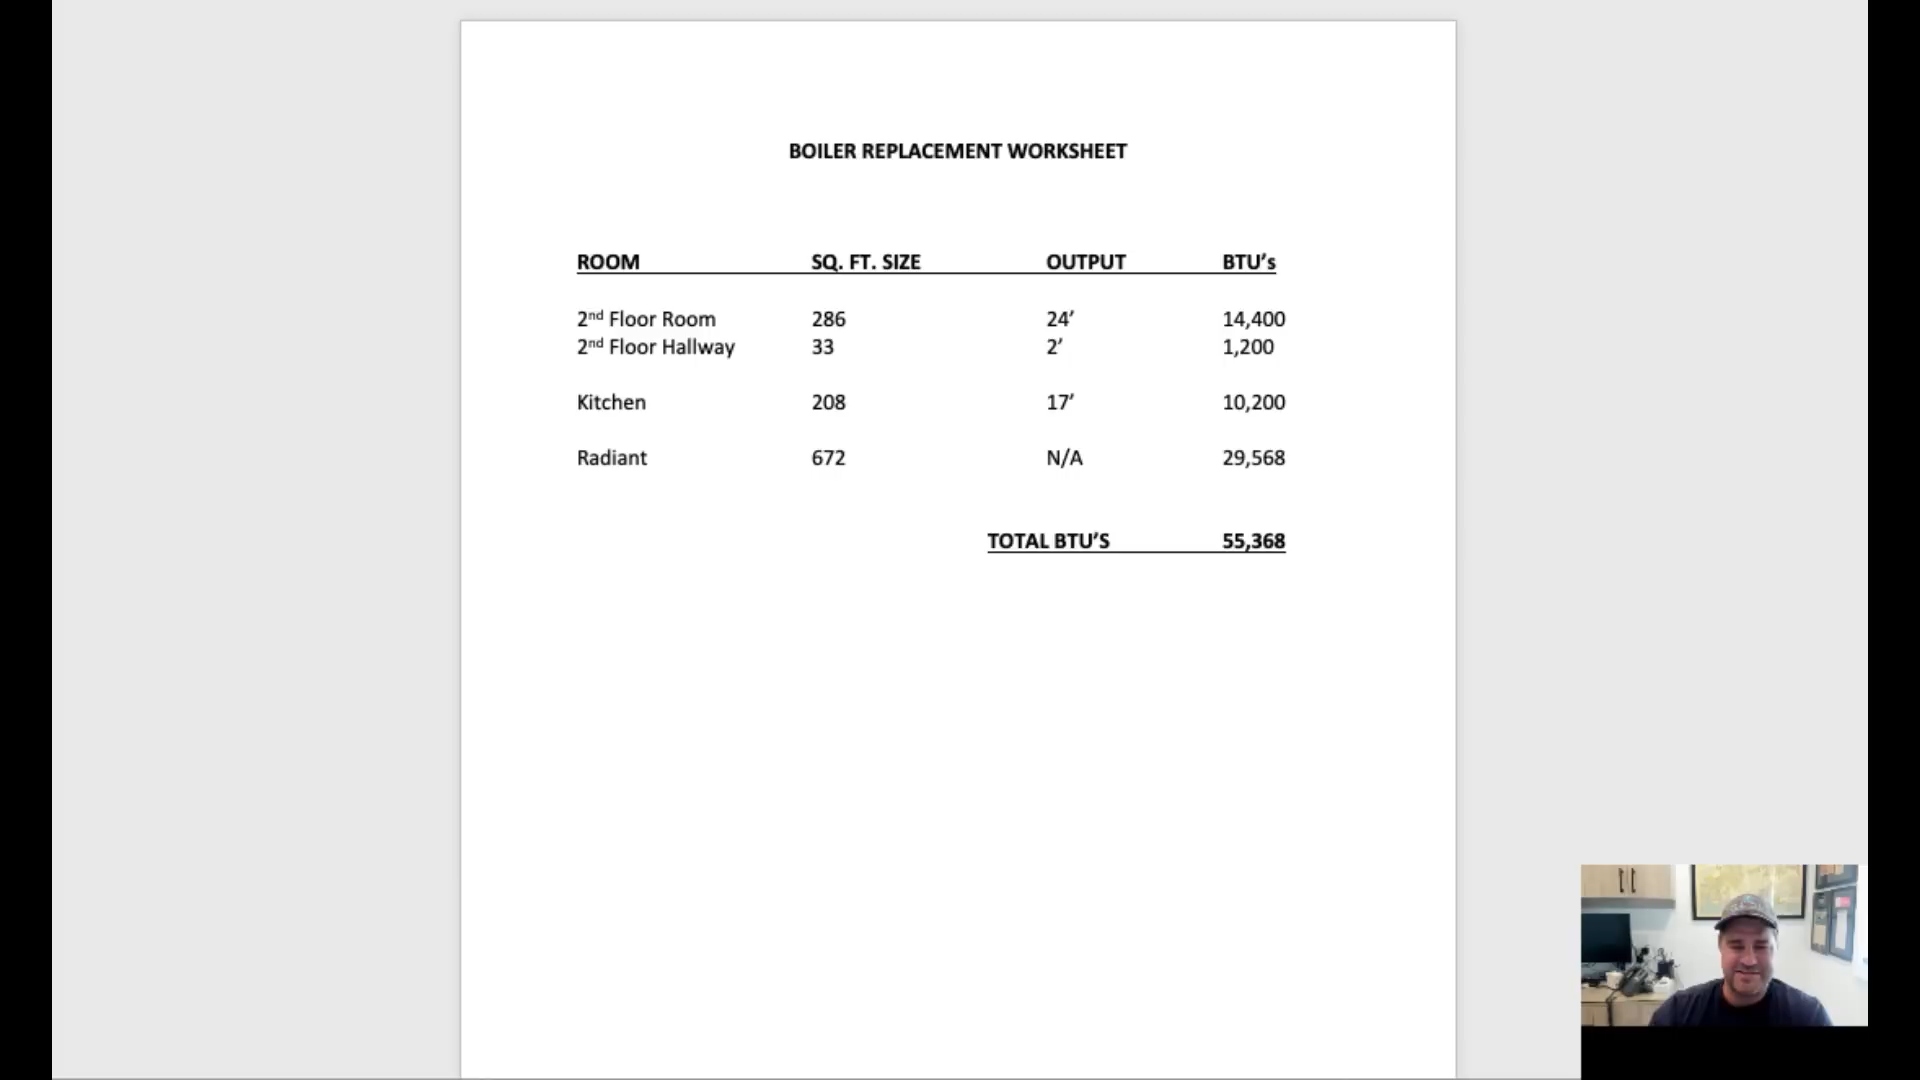 BOILER REPLACEMENT WORKSHEET
ROOM SQ. FT. SIZE OUTPUT BTU’s
2nd Floor Room 286 24’ 14,400
2nd Floor Hallway 33 2’ 1,200
Kitchen 208 17’ 10,200
Radiant 672 N/A 29,568
TOTAL BTU’S 55,368